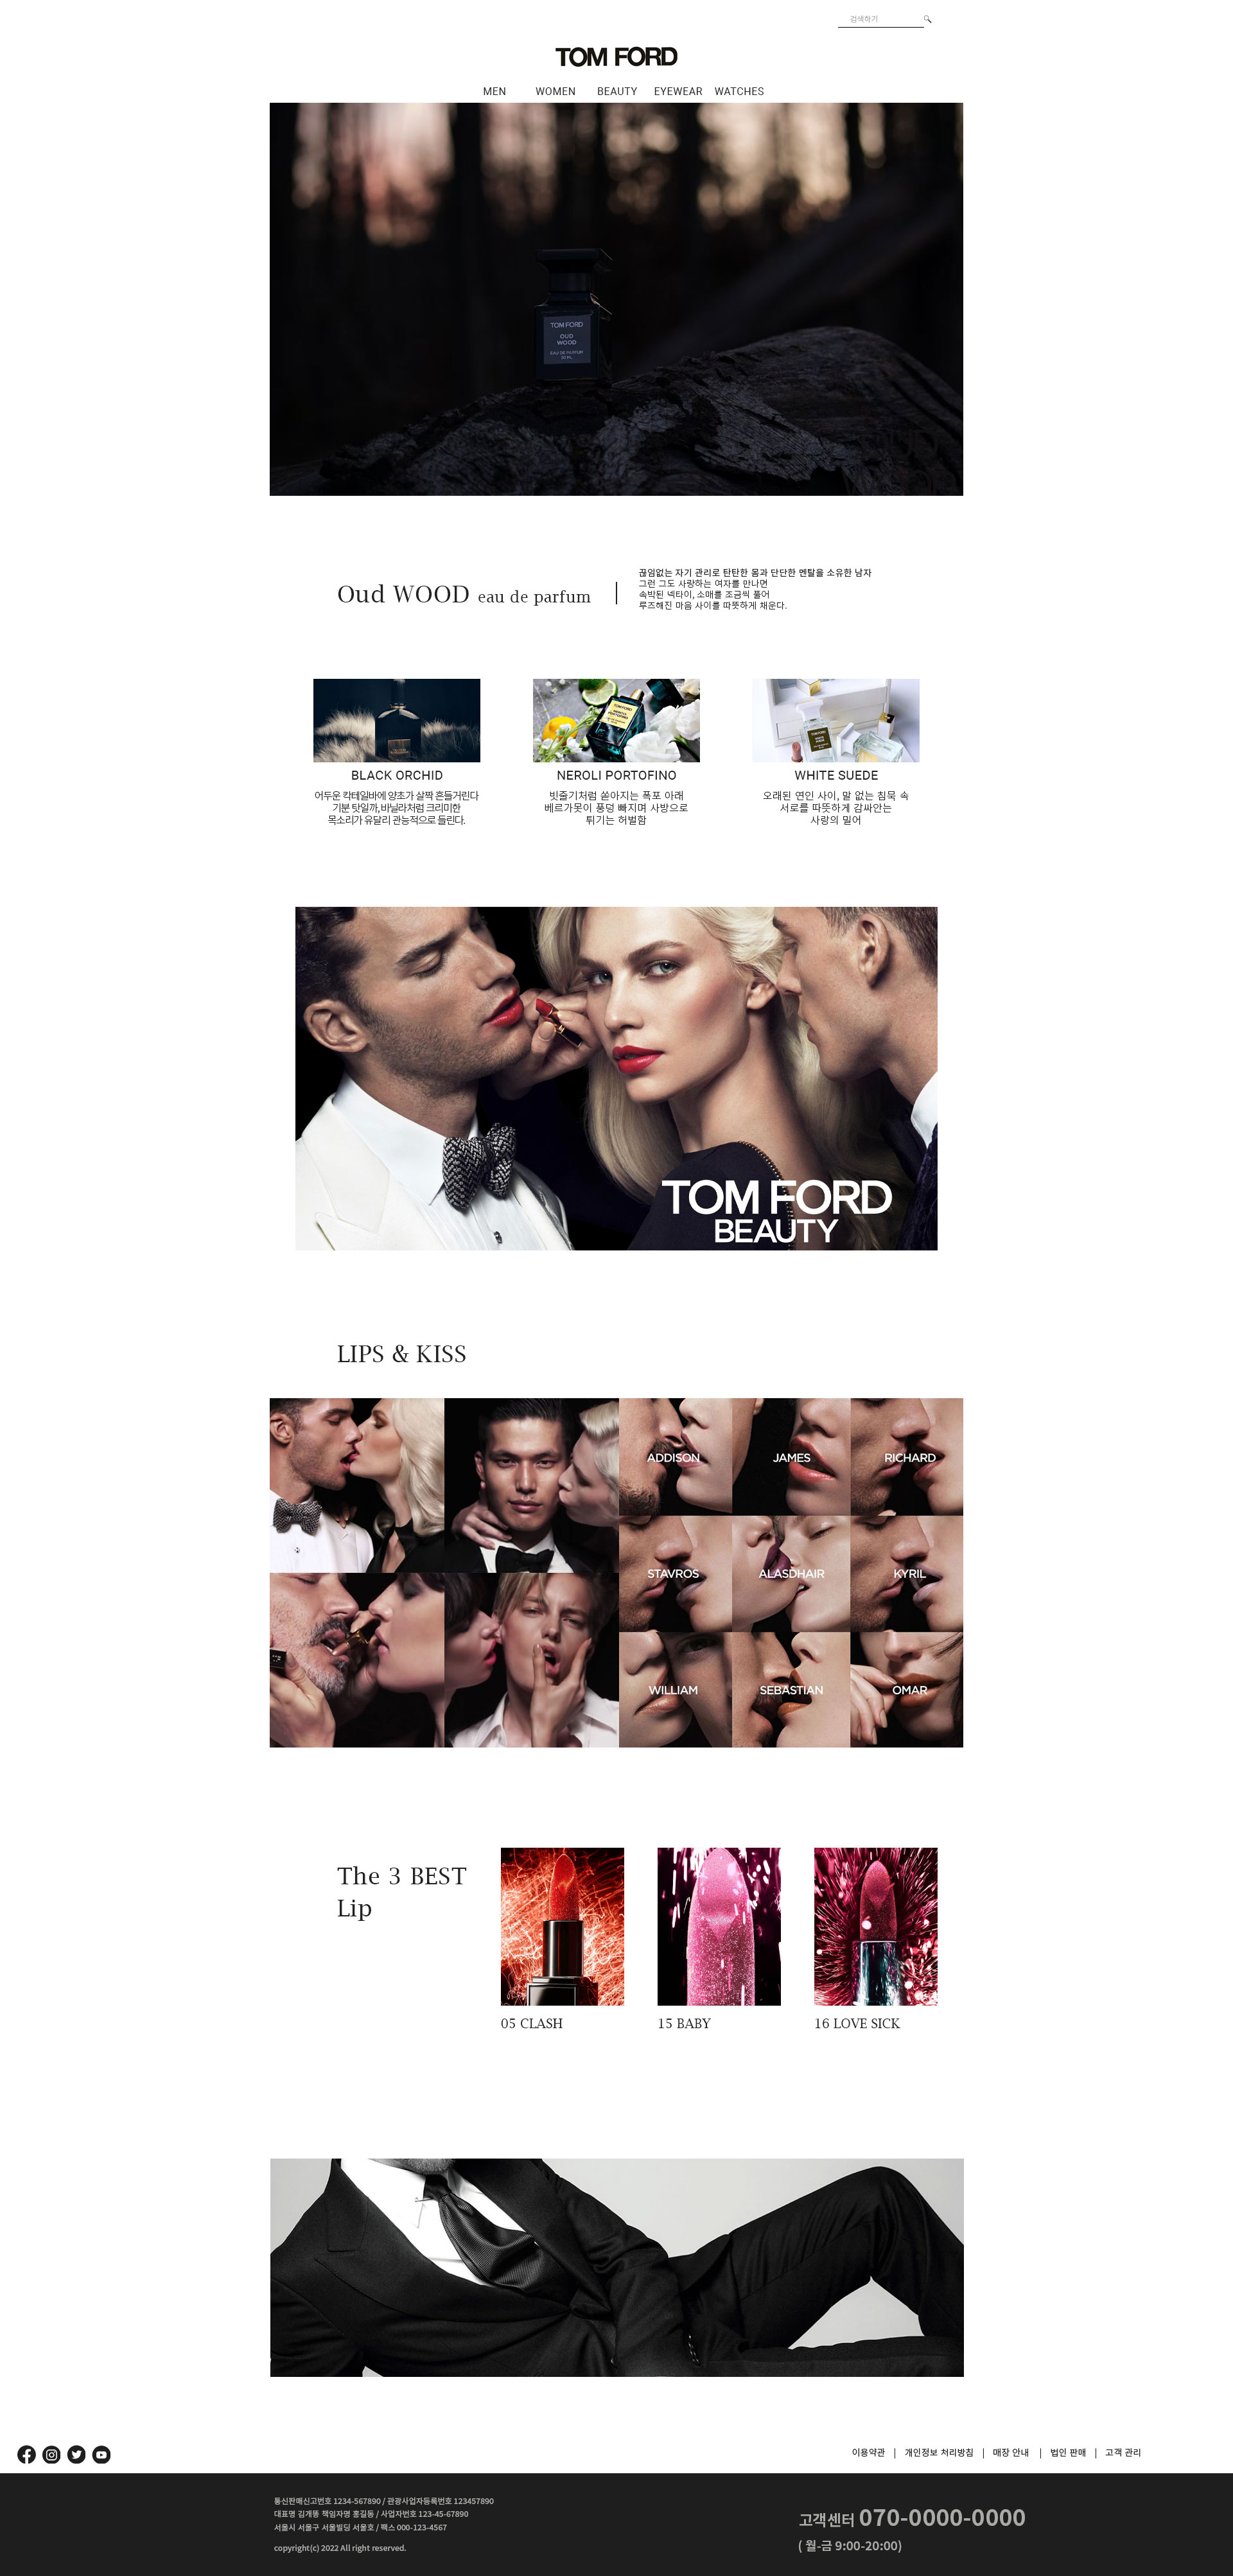 검색하기
TOM FORD
MEN WOMEN BEAUTY EYEWEAR WATCHES
TOM FORD
OUD
WOOD
EAU DE PARFUM
Oud WOOD eau de parfum
끊임없는 자기 관리로 탄탄한 몸과 단단한 멘탈을 소유한 남자
그런 그도 사랑하는 여자를 만나면
속박된 넥타이, 소매를 조금씩 풀어
루즈해진 마음 사이를 따뜻하게 채운다.
BLACK ORCHID
어두운 칵테일바에 양초가 살짝 흔들거린다
기분 탓일까, 바닐라처럼 크리미한
목소리가 유달리 관능적으로 들린다.
NEROLI PORTOFINO
빗줄기처럼 쏟아지는 폭포 아래
베르가못이 퐁덩 빠지며 사방으로
튀기는 허벌함
WHITE SUEDE
오래된 연인 사이, 말 없는 침묵 속
서로를 따뜻하게 감싸안는
사랑의 밀어
TOM FORD
BEAUTY
LIPS & KISS
ADDISON JAMES RICHARD
STAVROS ALASDHAIR KYRIL
WILLIAM SEBASTIAN OMAR
The 3 BEST
Lip
05 CLASH
15 BABY
16 LOVE SICK
이용약관 | 개인정보 처리방침 | 매장 안내 | 법인 판매 | 고객 관리
통신판매신고번호 1234-567890 / 관광사업자등록번호 123457890
대표명 김개똥 책임자명 홍길동 / 사업자번호 123-45-67890
서울시 서울구 서울빌딩 서울호 / 팩스 000-123-4567
copyright(c) 2022 All right reserved.
고객센터 070-0000-0000
( 월-금 9:00-20:00)